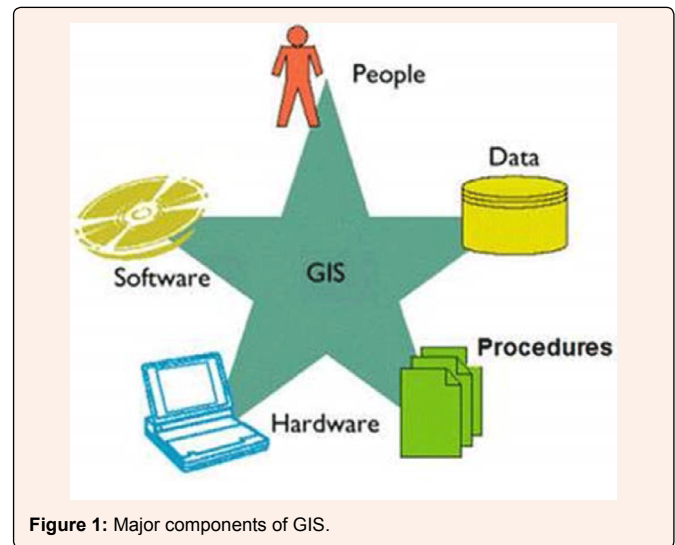 People
Data
Software
GIS
Procedures
Hardware
Figure 1: Major components of GIS.